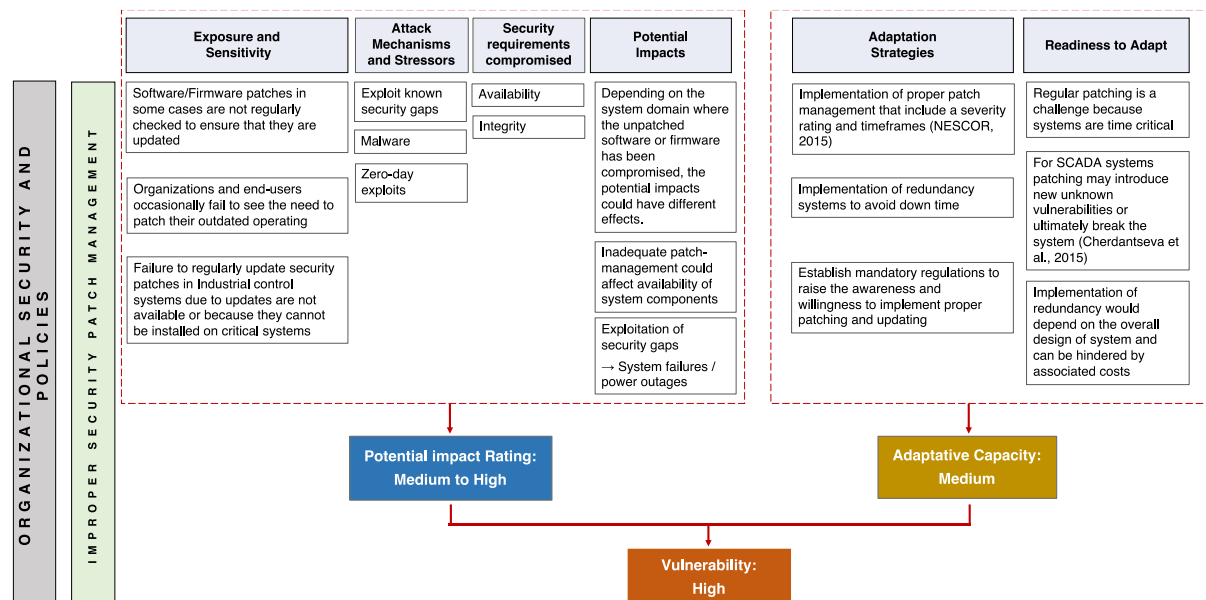 ORGANIZATIONAL SECURITY AND
POLICIES
IMPROPER SECURITY PATCH MANAGEMENT
Exposure and
Sensitivity
Software/Firmware patches in
some cases are not regularly
checked to ensure that they are
updated
Organizations and end-users
occasionally fail to see the need to
patch their outdated operating
Failure to regularly update security
patches in Industrial control
systems due to updates are not
available or because they cannot
be installed on critical systems
Attack
Mechanisms
and Stressors
Exploit known
security gaps
Malware
Zero-day
exploits
Security
requirements
compromised
Availability
Integrity
Potential
Impacts
Depending on the
system domain where
the unpatched
software or firmware
has been
compromised, the
potential impacts
could have different
effects.
Inadequate patch-
management could
affect availability of
system components
Exploitation of
security gaps
→ System failures /
power outages
Adaptation
Strategies
Implementation of proper patch
management that include a severity
rating and timeframes (NESCOR,
2015)
Implementation of redundancy
systems to avoid down time
Establish mandatory regulations to
raise the awareness and
willingness to implement proper
patching and updating
Readiness to Adapt
Regular patching is a
challenge because
systems are time critical
For SCADA systems
patching may introduce
new unknown
vulnerabilities or
ultimately break the
system (Cherdantseva et
al., 2015)
Implementation of
redundancy would
depend on the overall
design of system and
can be hindered by
associated costs
Potential impact Rating:
Medium to High
Adaptative Capacity:
Medium
Vulnerability:
High